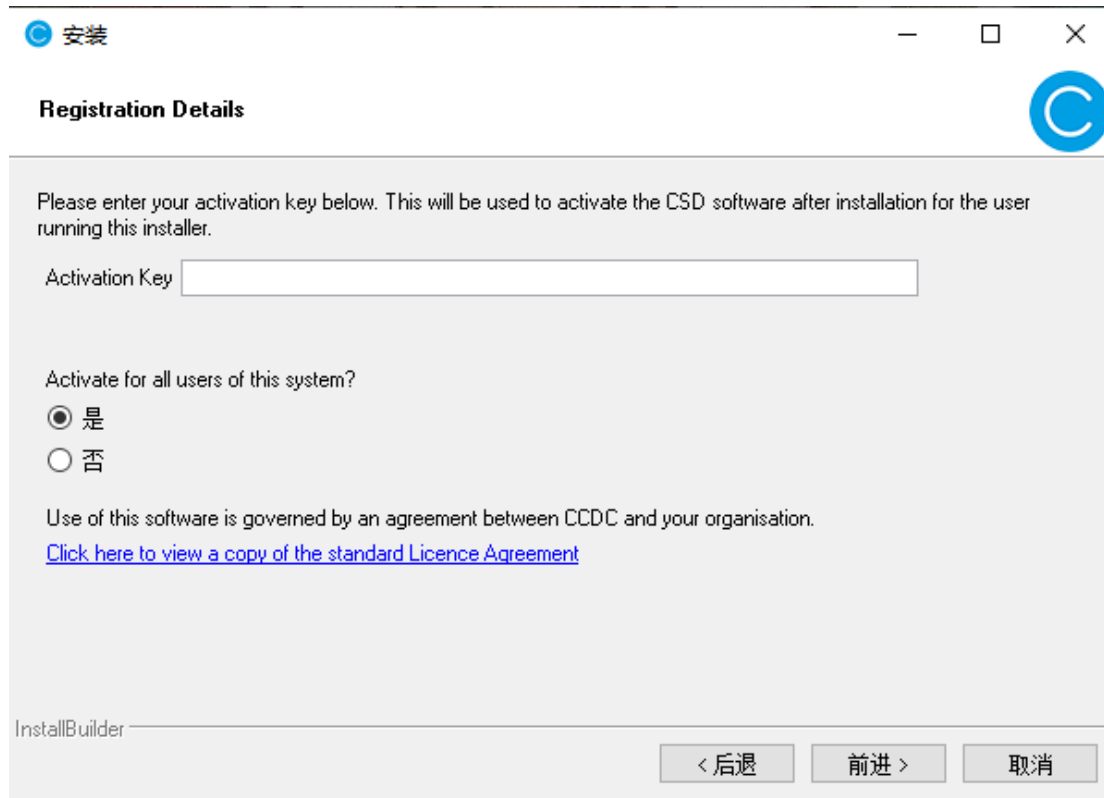 安装
Registration Details
Please enter your activation key below. This will be used to activate the CSD software after installation for the user
running this installer.
Activation Key
Activate for all users of this system?
是
否
Use of this software is governed by an agreement between CCDC and your organisation.
Click here to view a copy of the standard Licence Agreement
InstallBuilder
<后退 前进> 取消